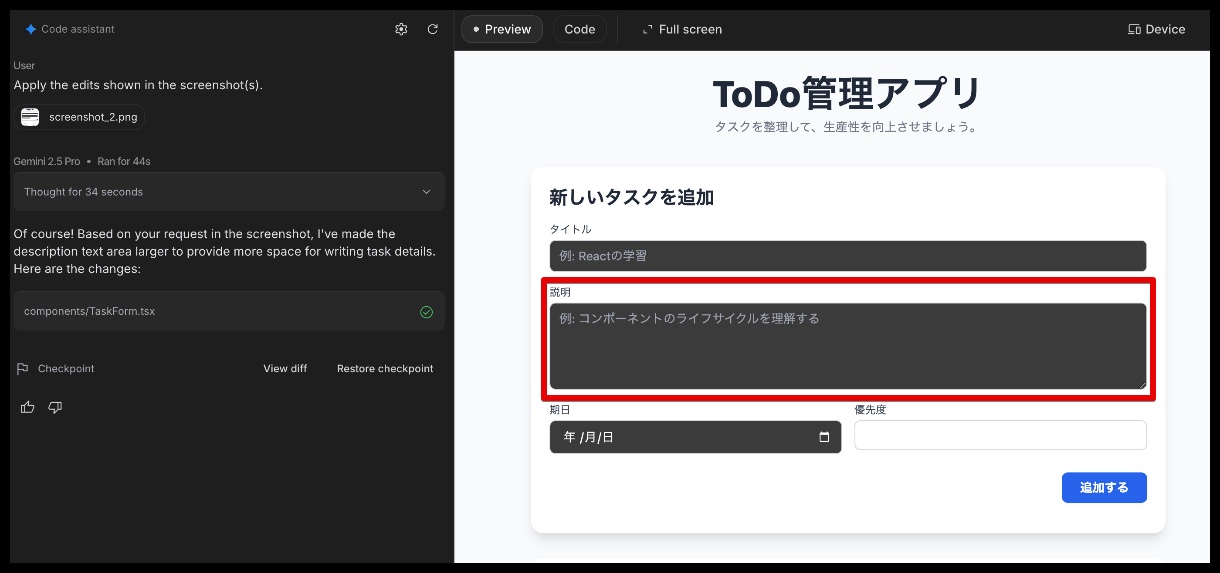 Code assistant
User
Apply the edits shown in the screenshot(s).
screenshot_2.png
Gemini 2.5 Pro • Ran for 44s
Thought for 34 seconds
Of course! Based on your request in the screenshot, I've made the
description text area larger to provide more space for writing task details.
Here are the changes:
components/TaskForm.tsx
Checkpoint
View diff
Restore checkpoint
Preview
Code
Full screen
Device
ToDo管理アプリ
タスクを整理して、生産性を向上させましょう。
新しいタスクを追加
タイトル
例: Reactの学習
説明
例: コンポーネントのライフサイクルを理解する
期日
優先度
年 /月/日
追加する